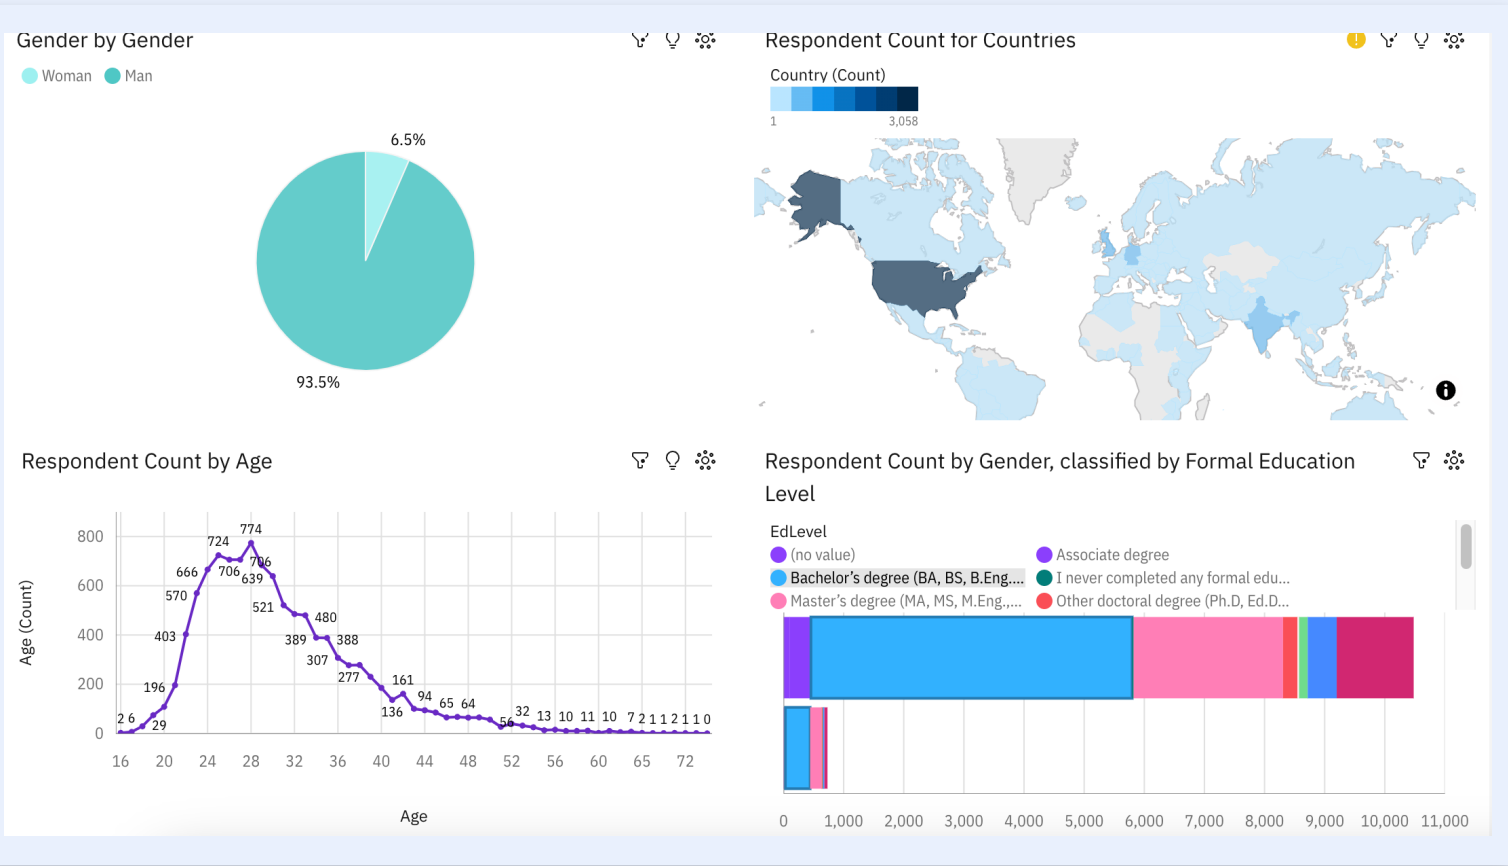 Gender by Gender
Woman Man
6.5%
93.5%
Respondent Count for Countries
Country (Count)
1 3,058
Respondent Count by Age
Age (Count)
800
600
400
200
0
2 6 29 196 403 570 666 724 706 774 706 639 521 389 480 307 388 277 136 161 94 65 64 56 32 13 10 11 10 7 2 1 1 2 1 1 0
16 20 24 28 32 36 40 44 48 52 56 60 65 72
Age
Respondent Count by Gender, classified by Formal Education
Level
EdLevel
(no value) Associate degree
Bachelor's degree (BA, BS, B.Eng.... I never completed any formal edu...
Master's degree (MA, MS, M.Eng.,... Other doctoral degree (Ph.D, Ed.D...
0 1,000 2,000 3,000 4,000 5,000 6,000 7,000 8,000 9,000 10,000 11,000